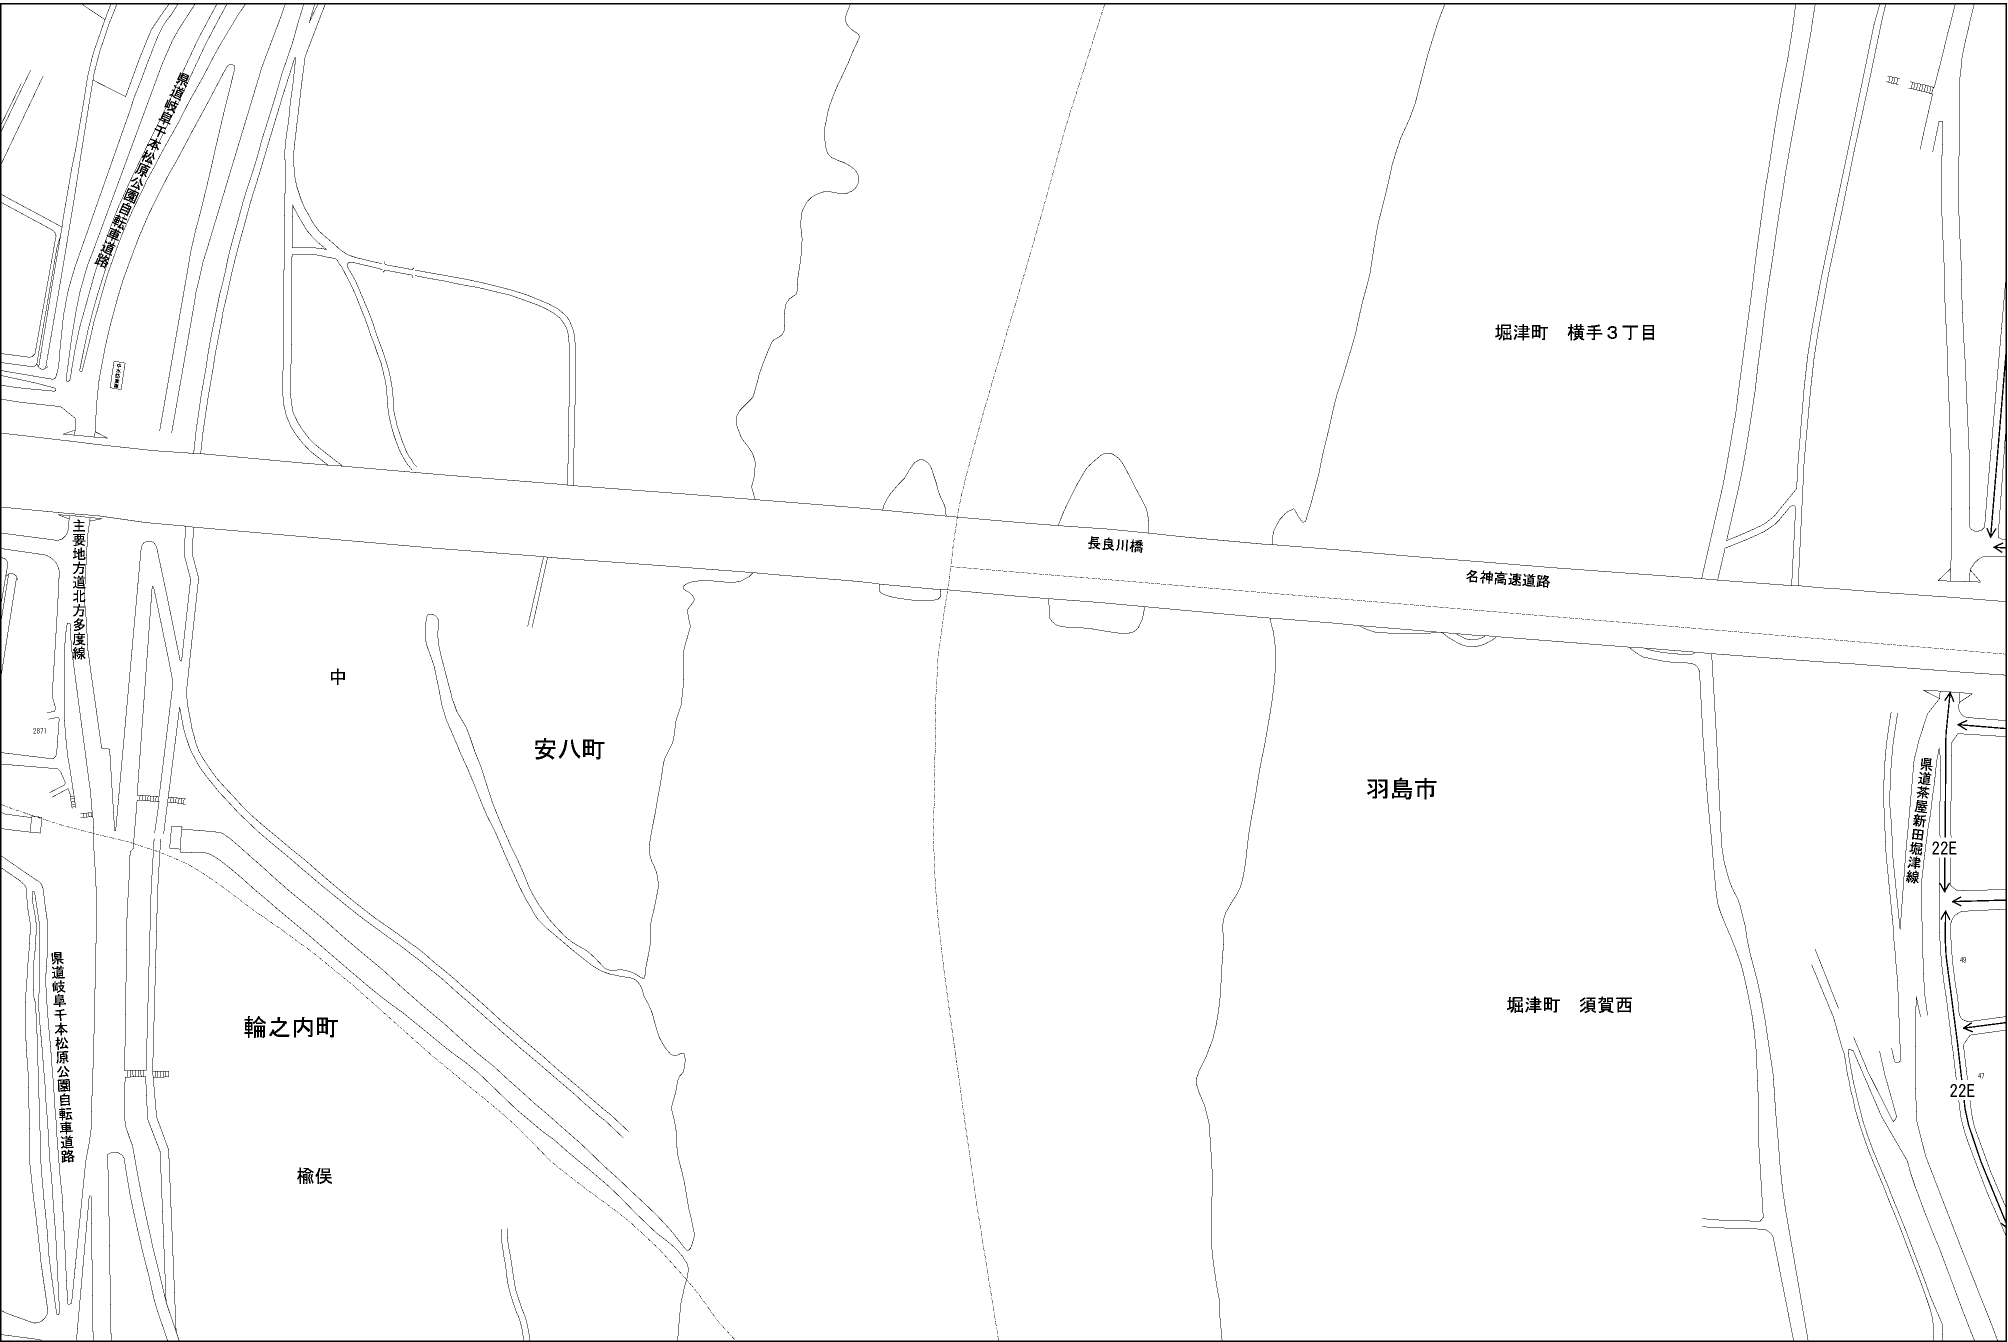 県道岐阜千本松原公園自転車道路
堀津町　横手３丁目
長良川橋
名神高速道路
主要地方道北方多度線
中
2871
安八町
羽島市
県道茶屋新田堀津線
22E
県道岐阜千本松原公園自転車道路
49
堀津町　須賀西
輪之内町
47
22E
楡俣